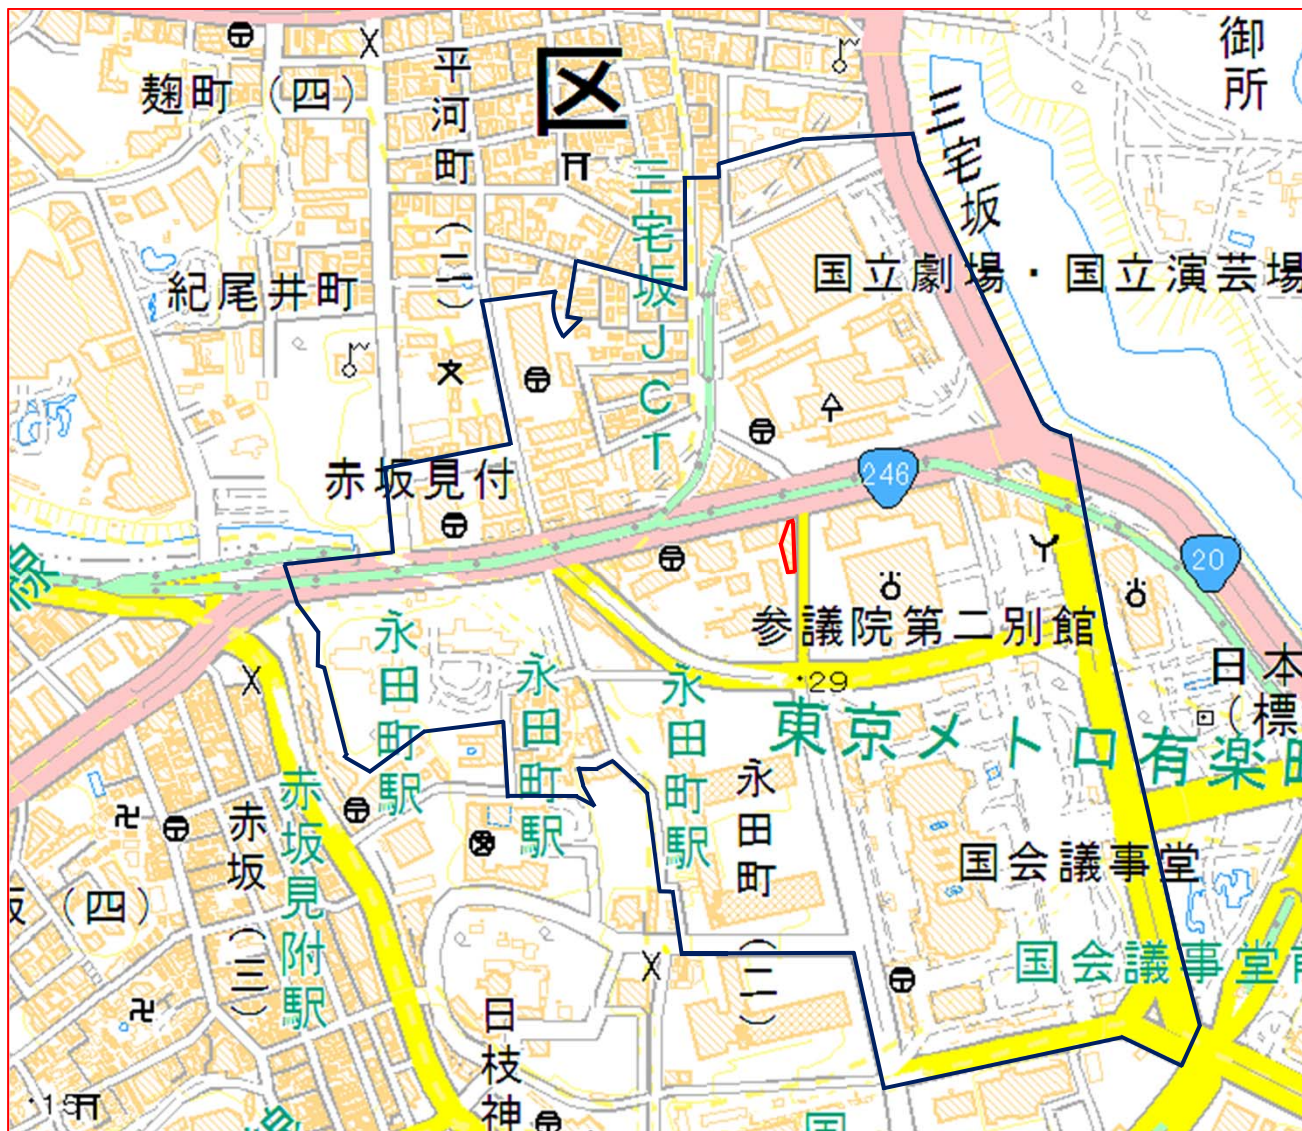 御所
区
平河町(二)
麹町(四)
三宅坂
三宅坂JCT
国立劇場・国立演芸場
紀尾井町
赤坂見付
246
20
線
参議院第二別館
永田町駅
永田町駅
永田町駅
・29
日本
(標
東京メトロ有楽町
赤坂見附駅
赤坂(三)
永田町(二)
国会議事堂
坂(四)
国会議事堂前
日枝神
国